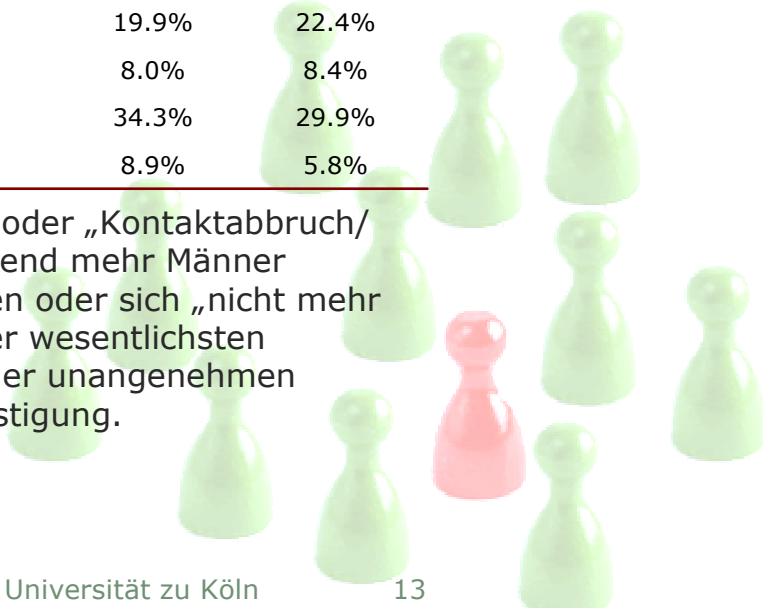 19.9% 22.4%
8.0% 8.4%
34.3% 29.9%
8.9% 5.8%
oder „Kontaktabbruch/
end mehr Männer
en oder sich „nicht mehr
er wesentlichsten
ner unangenehmen
stigung.
Universität zu Köln 13